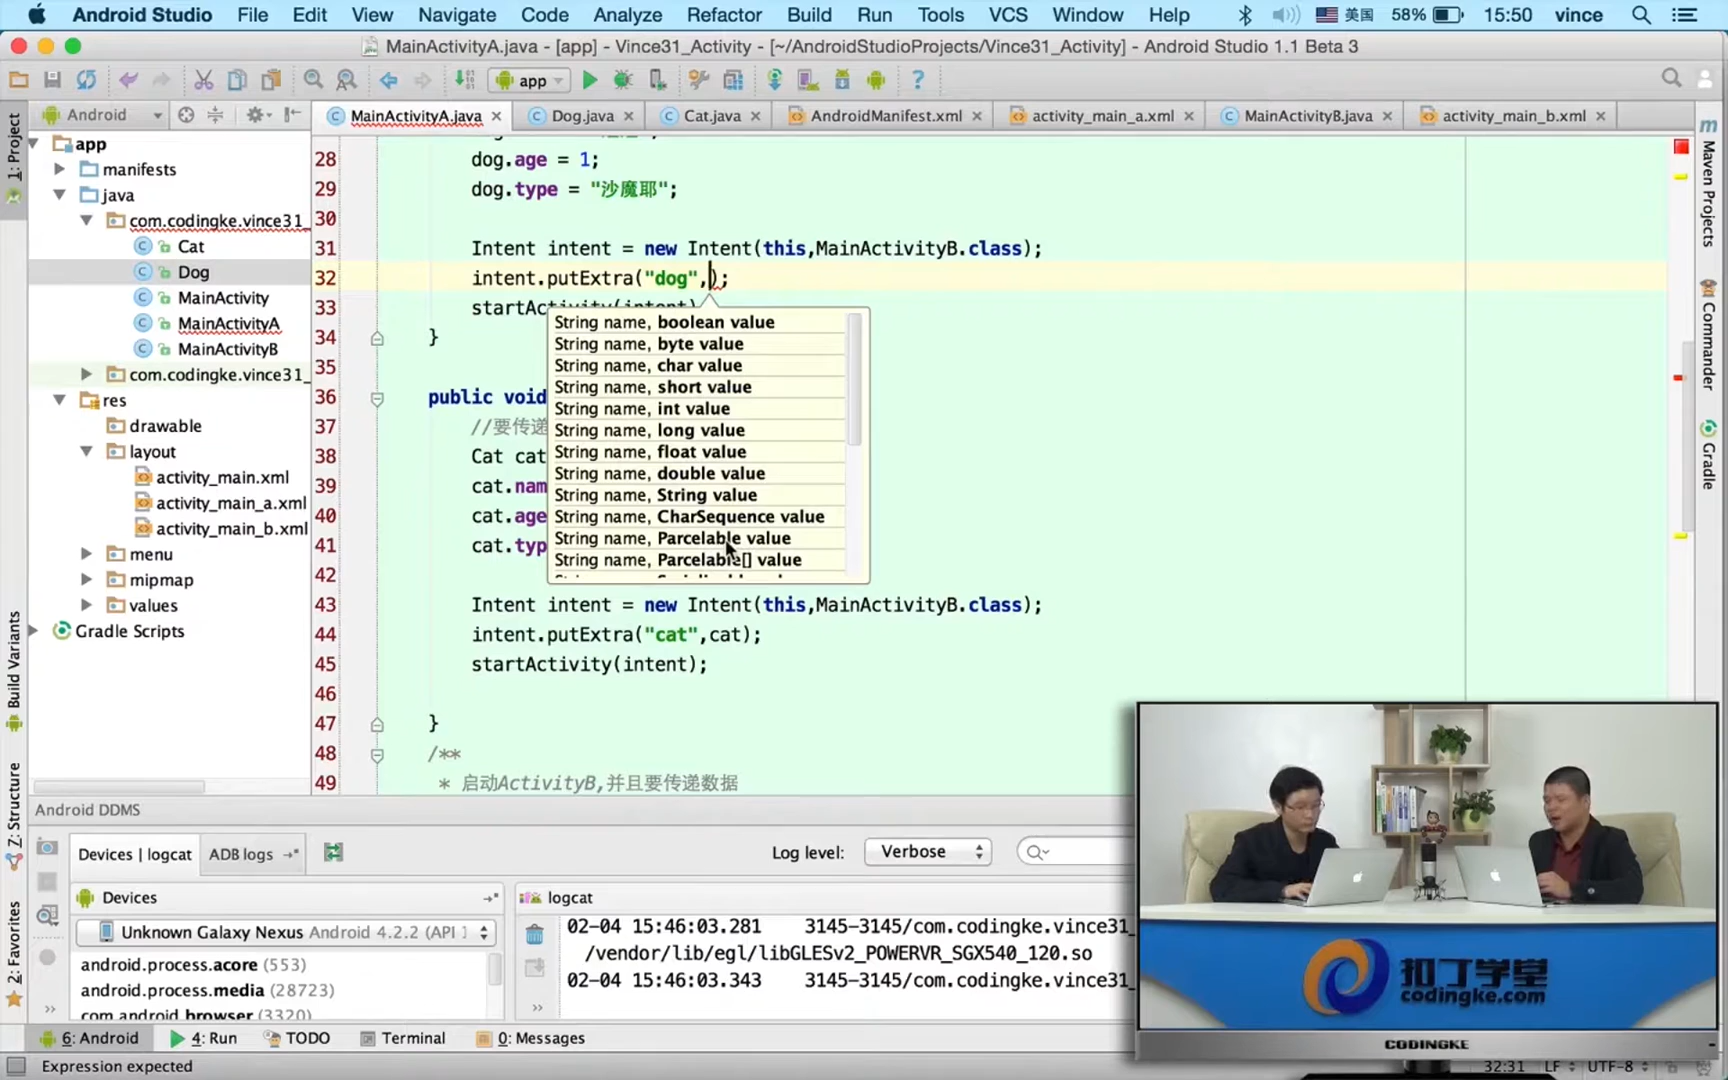 Android Studio File Edit View Navigate Code Analyze Refactor Build Run Tools VCS Window Help 美国 58% 15:50 vince
MainActivityA.java - [app] - Vince31_Activity - [~/AndroidStudioProjects/Vince31_Activity] - Android Studio 1.1 Beta 3
app
Android
MainActivityA.java Dog.java Cat.java AndroidManifest.xml activity_main_a.xml MainActivityB.java activity_main_b.xml
1: Project
Build Variants
Z: Structure
2: Favorites
app
manifests
java
com.codingke.vince31_
Cat
Dog
MainActivity
MainActivityA
MainActivityB
com.codingke.vince31_
res
drawable
layout
activity_main.xml
activity_main_a.xml
activity_main_b.xml
menu
mipmap
values
Gradle Scripts
28 dog.age = 1;
29 dog.type = "沙魔耶";
30
31 Intent intent = new Intent(this,MainActivityB.class);
32 intent.putExtra("dog",);
33 startAc
34 }
35
36 public void
37 //要传递
38 Cat cat
39 cat.nam
40 cat.age
41 cat.typ
42
43 Intent intent = new Intent(this,MainActivityB.class);
44 intent.putExtra("cat",cat);
45 startActivity(intent);
46
47 }
48 /**
49 * 启动ActivityB,并且要传递数据
String name, boolean value
String name, byte value
String name, char value
String name, short value
String name, int value
String name, long value
String name, float value
String name, double value
String name, String value
String name, CharSequence value
String name, Parcelable value
String name, Parcelable[] value
m
Maven Projects
Commander
Gradle
Android DDMS
Devices | logcat ADB logs Log level: Verbose
Devices
logcat
Unknown Galaxy Nexus Android 4.2.2 (API 1
android.process.acore (553)
android.process.media (28723)
com.android.browser (3320)
02-04 15:46:03.281 3145-3145/com.codingke.vince31_
/vendor/lib/egl/libGLESv2_POWERVR_SGX540_120.so
02-04 15:46:03.343 3145-3145/com.codingke.vince31_
扣丁学堂
codingke.com
CODINGKE
6: Android 4: Run TODO Terminal 0: Messages
Expression expected
32:31 LF UTF-8